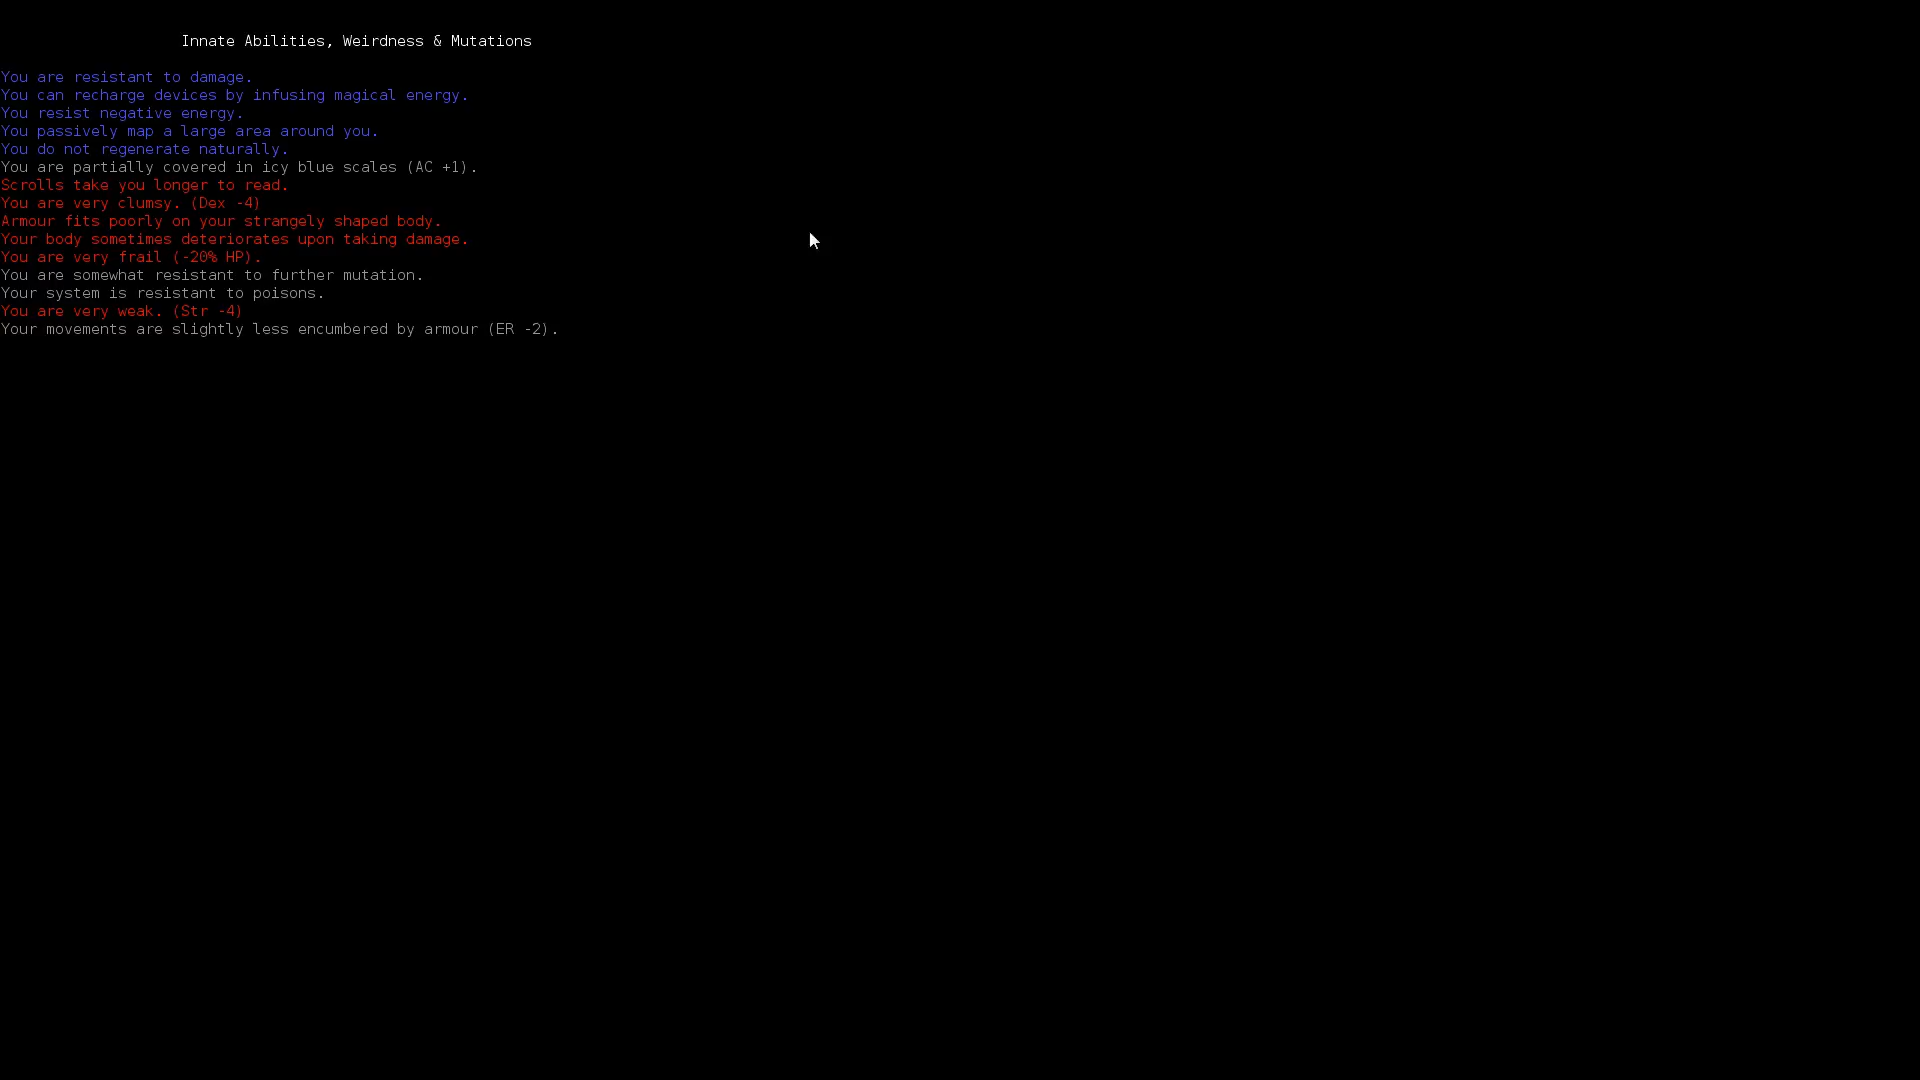 Innate Abilities, Weirdness & Mutations
You are resistant to damage.
You can recharge devices by infusing magical energy.
You resist negative energy.
You passively map a large area around you.
You do not regenerate naturally.
You are partially covered in icy blue scales (AC +1).
Scrolls take you longer to read.
You are very clumsy. (Dex -4)
Armour fits poorly on your strangely shaped body.
Your body sometimes deteriorates upon taking damage.
You are very frail (-20% HP).
You are somewhat resistant to further mutation.
Your system is resistant to poisons.
You are very weak. (Str -4)
Your movements are slightly less encumbered by armour (ER -2).